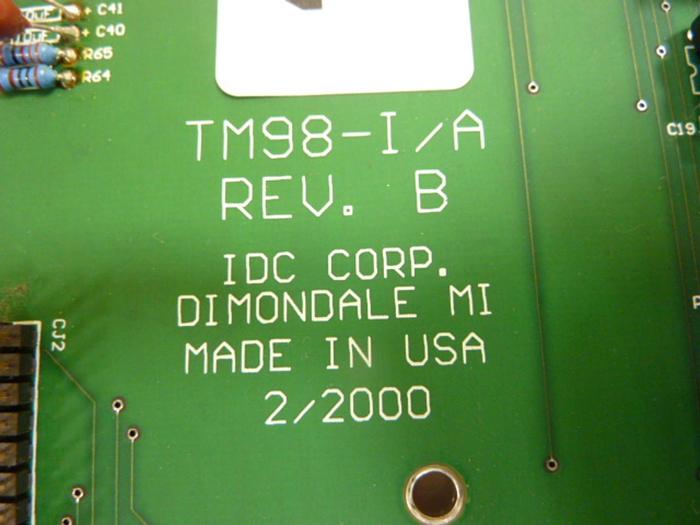 + C41
+ C40
R65
R64
TM98-I/A
REV. B
IDC CORP.
DIMONDALE MI
MADE IN USA
2/2000
CJ2
C19